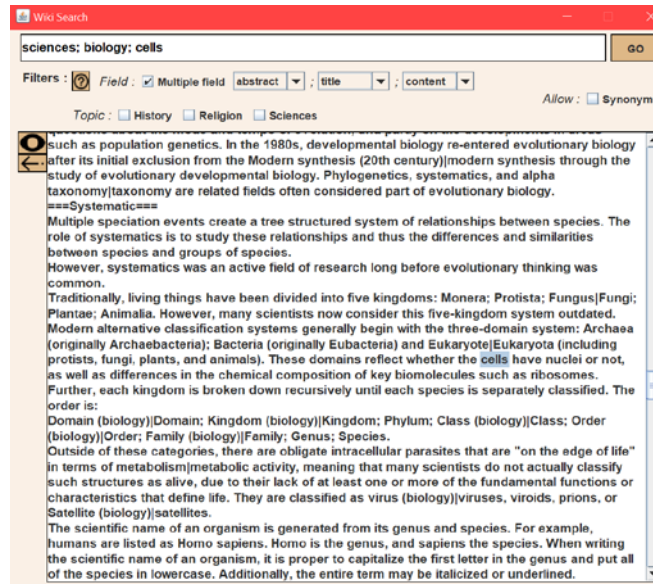 Wiki Search
sciences; biology; cells
GO
Filters : ? Field : Multiple field abstract ; title ; content
Allow : Synonym
Topic : History Religion Sciences
such as population genetics. In the 1980s, developmental biology re-entered evolutionary biology
after its initial exclusion from the Modern synthesis (20th century)|modern synthesis through the
study of evolutionary developmental biology. Phylogenetics, systematics, and alpha
taxonomy|taxonomy are related fields often considered part of evolutionary biology.
===Systematic===
Multiple speciation events create a tree structured system of relationships between species. The
role of systematics is to study these relationships and thus the differences and similarities
between species and groups of species.
However, systematics was an active field of research long before evolutionary thinking was
common.
Traditionally, living things have been divided into five kingdoms: Monera; Protista; Fungus|Fungi;
Plantae; Animalia. However, many scientists now consider this five-kingdom system outdated.
Modern alternative classification systems generally begin with the three-domain system: Archaea
(originally Archaebacteria); Bacteria (originally Eubacteria) and Eukaryote|Eukaryota (including
protists, fungi, plants, and animals). These domains reflect whether the cells have nuclei or not,
as well as differences in the chemical composition of key biomolecules such as ribosomes.
Further, each kingdom is broken down recursively until each species is separately classified. The
order is:
Domain (biology)|Domain; Kingdom (biology)|Kingdom; Phylum; Class (biology)|Class; Order
(biology)|Order; Family (biology)|Family; Genus; Species.
Outside of these categories, there are obligate intracellular parasites that are "on the edge of life"
in terms of metabolism|metabolic activity, meaning that many scientists do not actually classify
such structures as alive, due to their lack of at least one or more of the fundamental functions or
characteristics that define life. They are classified as virus (biology)|viruses, viroids, prions, or
Satellite (biology)|satellites.
The scientific name of an organism is generated from its genus and species. For example,
humans are listed as Homo sapiens. Homo is the genus, and sapiens the species. When writing
the scientific name of an organism, it is proper to capitalize the first letter in the genus and put all
of the species in lowercase. Additionally, the entire term may be italicized or underlined.